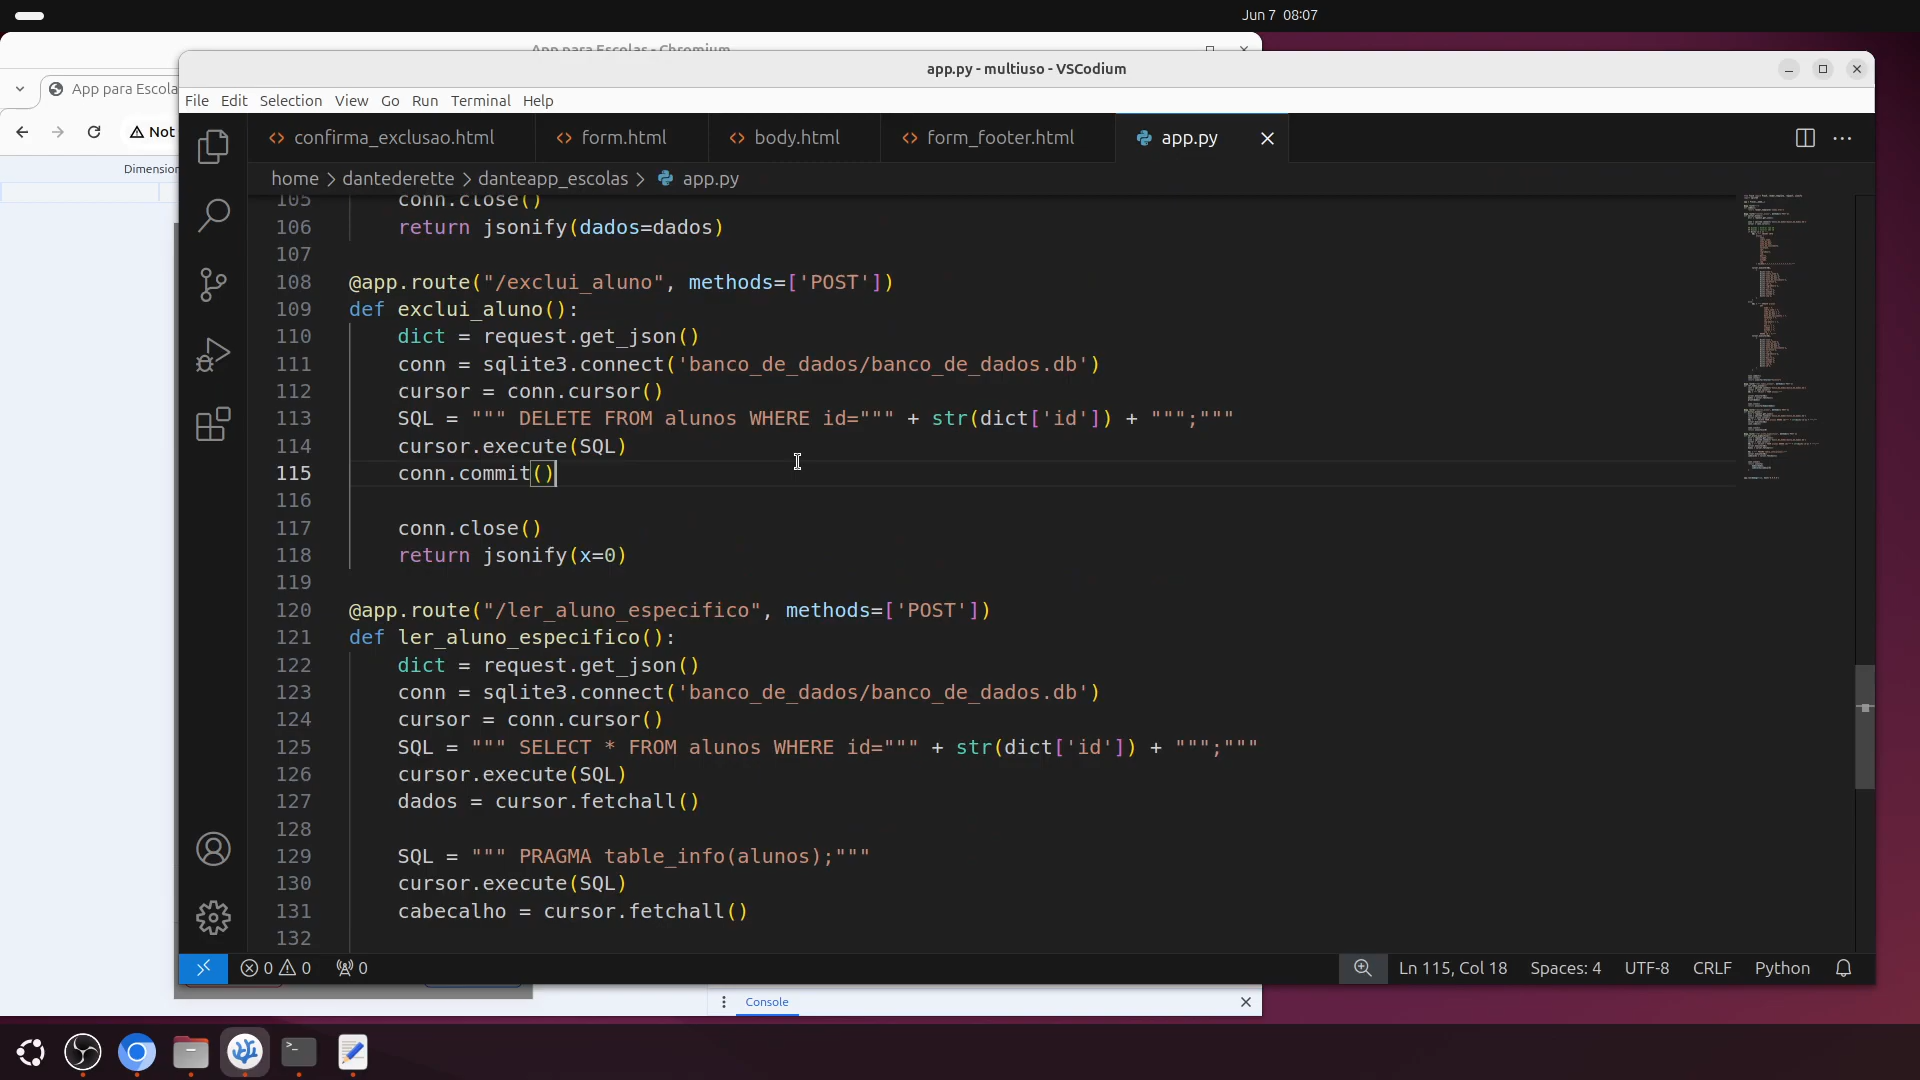 Jun 7 08:07
App para Escolas - Chromium
App para Escola
Not
Dimension
app.py - multiuso - VSCodium
File Edit Selection View Go Run Terminal Help
confirma_exclusao.html form.html body.html form_footer.html app.py
home > dantederette > danteapp_escolas > app.py
105 conn.close()
106 return jsonify(dados=dados)
107
108 @app.route("/exclui_aluno", methods=['POST'])
109 def exclui_aluno():
110 dict = request.get_json()
111 conn = sqlite3.connect('banco_de_dados/banco_de_dados.db')
112 cursor = conn.cursor()
113 SQL = """ DELETE FROM alunos WHERE id=""" + str(dict['id']) + """;"""
114 cursor.execute(SQL)
115 conn.commit()
116
117 conn.close()
118 return jsonify(x=0)
119
120 @app.route("/ler_aluno_especifico", methods=['POST'])
121 def ler_aluno_especifico():
122 dict = request.get_json()
123 conn = sqlite3.connect('banco_de_dados/banco_de_dados.db')
124 cursor = conn.cursor()
125 SQL = """ SELECT * FROM alunos WHERE id=""" + str(dict['id']) + """;"""
126 cursor.execute(SQL)
127 dados = cursor.fetchall()
128
129 SQL = """ PRAGMA table_info(alunos);"""
130 cursor.execute(SQL)
131 cabecalho = cursor.fetchall()
132
0 0 0 Ln 115, Col 18 Spaces: 4 UTF-8 CRLF Python
Console